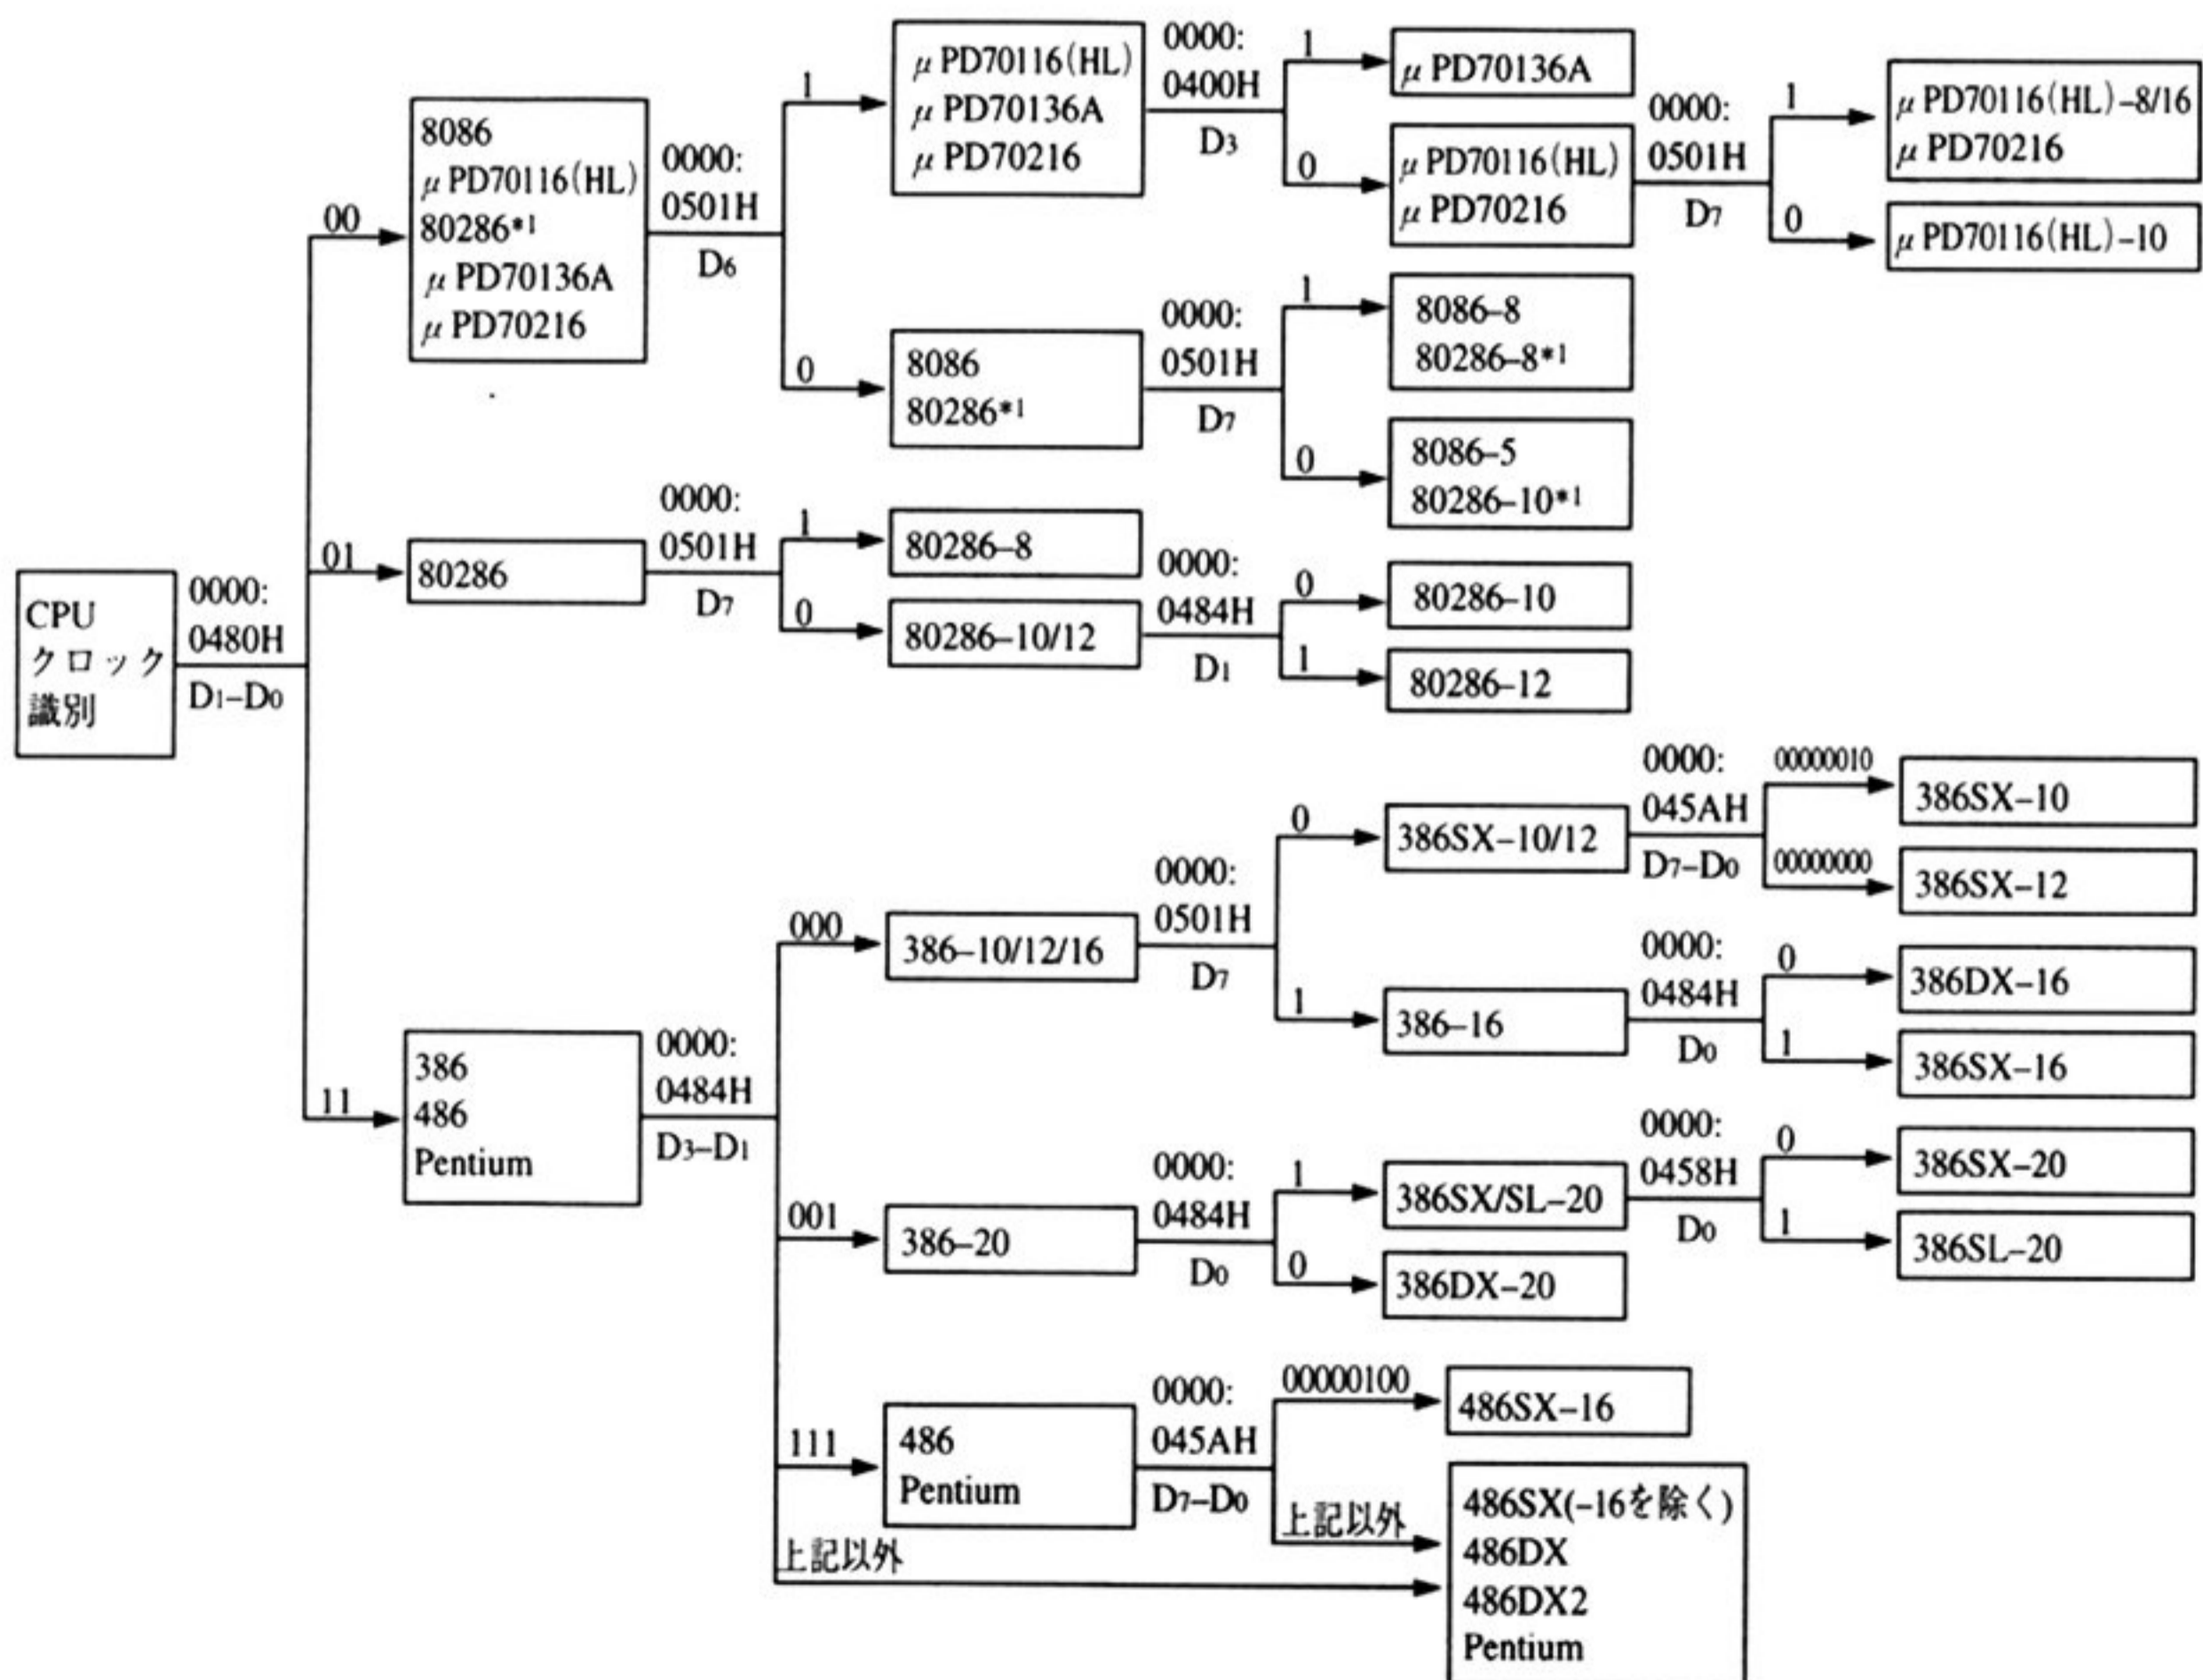 CPU
クロック
識別
0000:
0480H
D1–D0
00
8086
μPD70116(HL)
80286*1
μPD70136A
μPD70216
0000:
0501H
D6
1
μPD70116(HL)
μPD70136A
μPD70216
0000:
0400H
D3
1
μPD70136A
0
μPD70116(HL)
μPD70216
0000:
0501H
D7
1
μPD70116(HL)–8/16
μPD70216
0
μPD70116(HL)–10
0
8086
80286*1
0000:
0501H
D7
1
8086–8
80286–8*1
0
8086–5
80286–10*1
01
80286
0000:
0501H
D7
1
80286–8
0
80286–10/12
0000:
0484H
D1
0
80286–10
1
80286–12
11
386
486
Pentium
0000:
0484H
D3–D1
000
386–10/12/16
0000:
0501H
D7
0
386SX–10/12
0000:
045AH
D7–D0
00000010
386SX–10
00000000
386SX–12
1
386–16
0000:
0484H
D0
0
386DX–16
1
386SX–16
001
386–20
0000:
0484H
D0
1
386SX/SL–20
0000:
0458H
D0
0
386SX–20
1
386SL–20
0
386DX–20
111
486
Pentium
0000:
045AH
D7–D0
00000100
486SX–16
上記以外
上記以外
486SX(–16を除く)
486DX
486DX2
Pentium